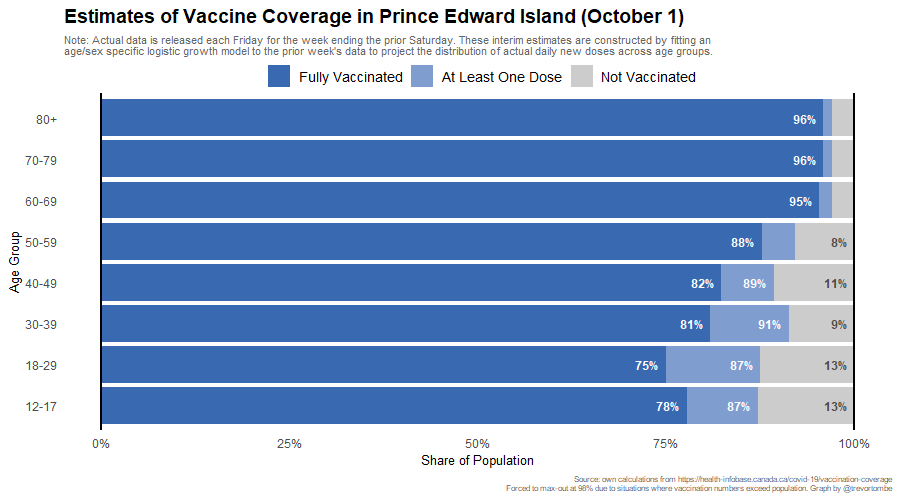 Estimates of Vaccine Coverage in Prince Edward Island (October 1)
Note: Actual data is released each Friday for the week ending the prior Saturday. These interim estimates are constructed by fitting an
age/sex specific logistic growth model to the prior week's data to project the distribution of actual daily new doses across age groups.
Fully Vaccinated At Least One Dose Not Vaccinated
Age Group
80+ 96%
70-79 96%
60-69 95%
50-59 88% 8%
40-49 82% 89% 11%
30-39 81% 91% 9%
18-29 75% 87% 13%
12-17 78% 87% 13%
0% 25% 50% 75% 100%
Share of Population
Source: own calculations from https://health-infobase.canada.ca/covid-19/vaccination-coverage
Forced to max-out at 98% due to situations where vaccination numbers exceed population. Graph by @trevortombe